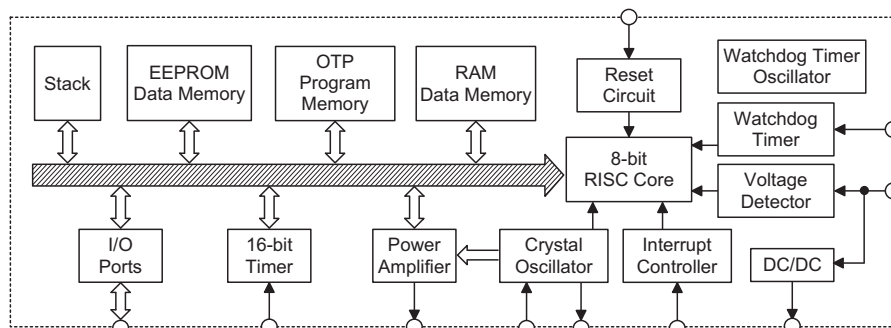 Stack
EEPROM
Data Memory
OTP
Program
Memory
RAM
Data Memory
Reset
Circuit
Watchdog Timer
Oscillator
Watchdog
Timer
8-bit
RISC Core
Voltage
Detector
I/O
Ports
16-bit
Timer
Power
Amplifier
Crystal
Oscillator
Interrupt
Controller
DC/DC